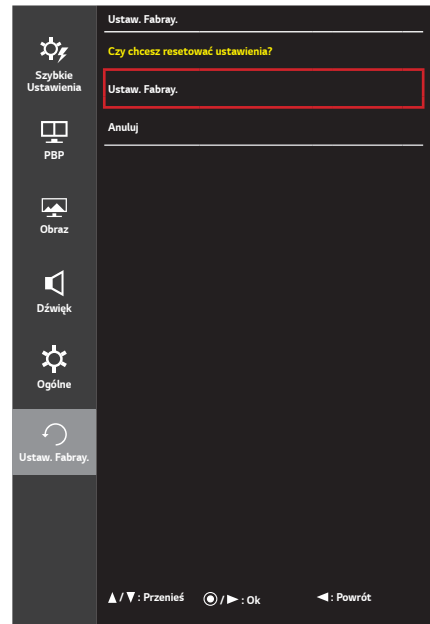 Ustaw. Fabray.
Czy chcesz resetować ustawienia?
Ustaw. Fabray.
Anuluj
Szybkie
Ustawienia
PBP
Obraz
Dźwięk
Ogólne
Ustaw. Fabray.
/ : Przenieś / : Ok : Powrót